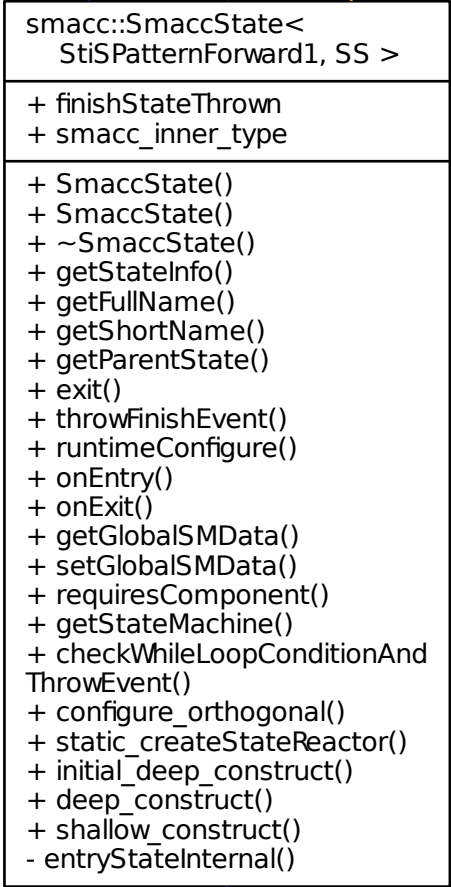 smacc::SmaccState<
StiSPatternForward1, SS >
+ finishStateThrown
+ smacc_inner_type
+ SmaccState()
+ SmaccState()
+ ~SmaccState()
+ getStateInfo()
+ getFullName()
+ getShortName()
+ getParentState()
+ exit()
+ throwFinishEvent()
+ runtimeConfigure()
+ onEntry()
+ onExit()
+ getGlobalSMData()
+ setGlobalSMData()
+ requiresComponent()
+ getStateMachine()
+ checkWhileLoopConditionAnd
ThrowEvent()
+ configure_orthogonal()
+ static_createStateReactor()
+ initial_deep_construct()
+ deep_construct()
+ shallow_construct()
- entryStateInternal()